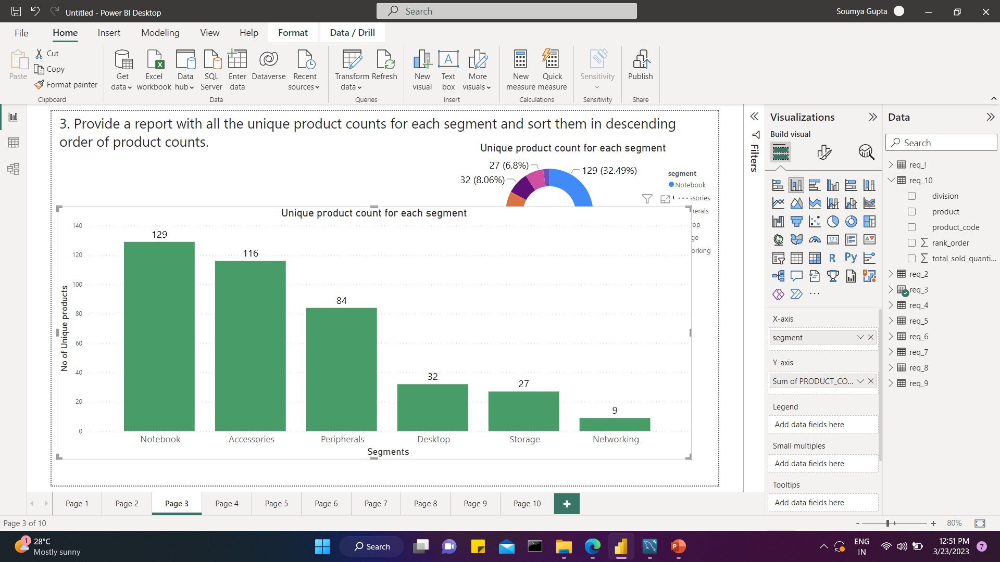 Untitled - Power BI Desktop
Search
Soumya Gupta
File
Home
Insert
Modeling
View
Help
Format
Data / Drill
Paste
Cut
Copy
Format painter
Clipboard
Get data
Excel workbook
Data hub
SQL Server
Enter data
Dataverse
Recent sources
Data
Transform data
Refresh
Queries
New visual
Text box
More visuals
Insert
New measure
Quick measure
Calculations
Sensitivity
Sensitivity
Publish
Share
3. Provide a report with all the unique product counts for each segment and sort them in descending
order of product counts.
Unique product count for each segment
27 (6.8%)
129 (32.49%)
32 (8.06%)
segment
Notebook
ssories
herals
top
ge
orking
Unique product count for each segment
No of Unique products
140
120
100
80
60
40
20
0
129
116
84
32
27
9
Notebook
Accessories
Peripherals
Desktop
Storage
Networking
Segments
Filters
Visualizations
Build visual
123
R
Py
X-axis
segment
Y-axis
Sum of PRODUCT_CO...
Legend
Add data fields here
Small multiples
Add data fields here
Tooltips
Add data fields here
Data
Search
req_!
req_10
division
product
product_code
rank_order
total_sold_quanti...
req_2
req_3
req_4
req_5
req_6
req_7
req_8
req_9
Page 1
Page 2
Page 3
Page 4
Page 5
Page 6
Page 7
Page 8
Page 9
Page 10
Page 3 of 10
80%
1
28°C
Mostly sunny
Search
ENG
IN
12:51 PM
3/23/2023
7